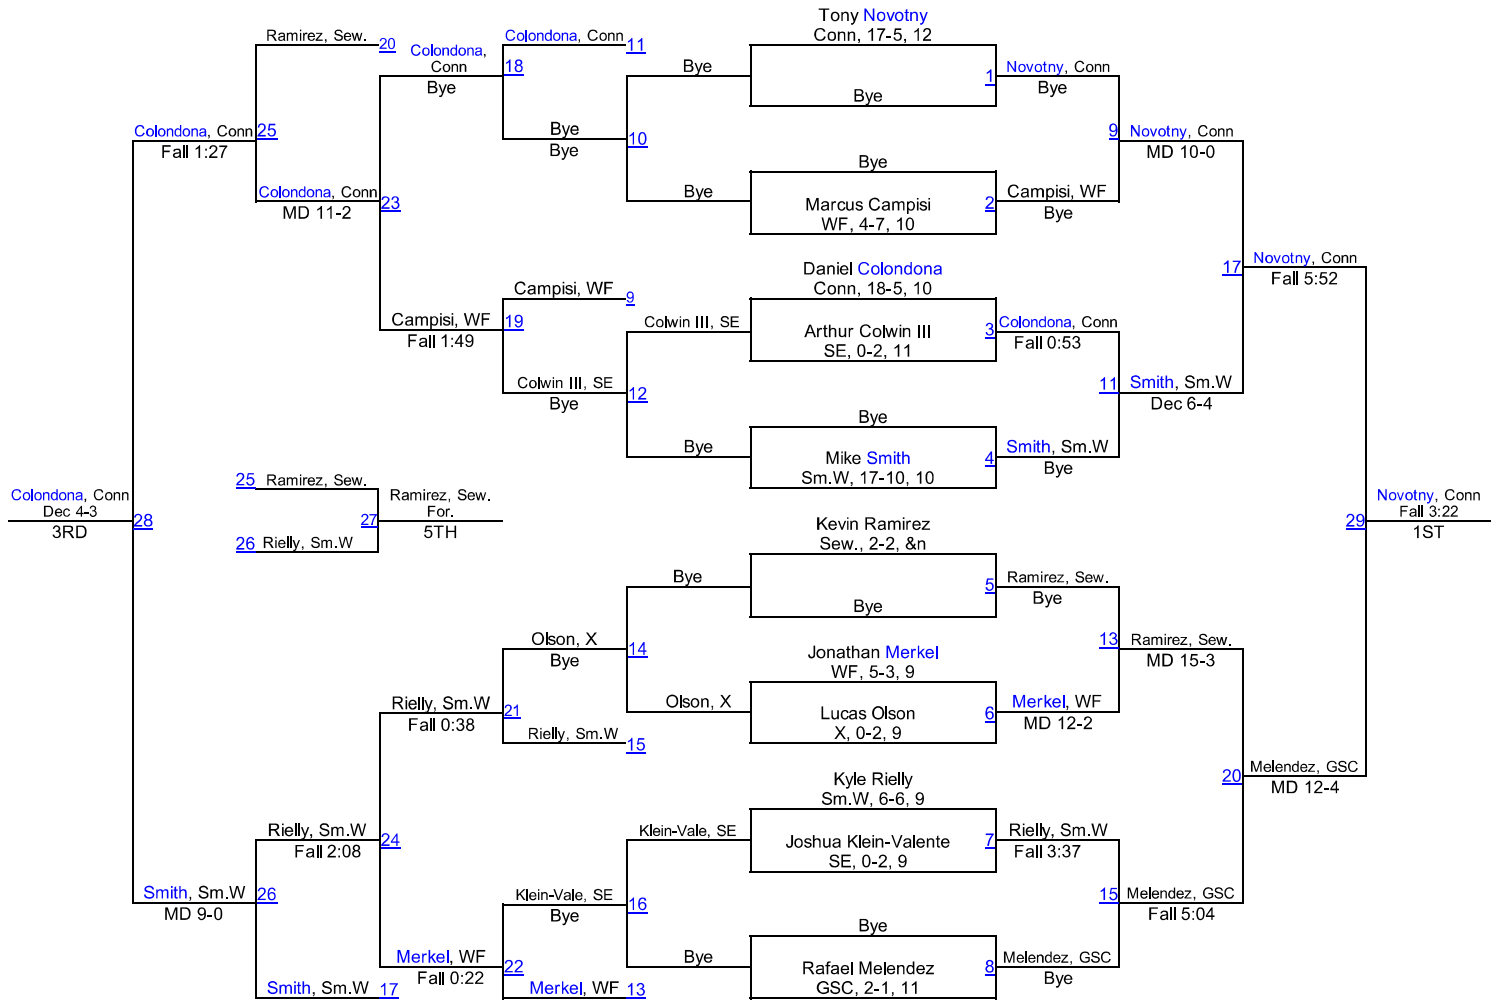 Tony Novotny
Conn, 17-5, 12
Ramirez, Sew.
20
Colondona,
Conn
Bye
Colondona, Conn
11
18
Bye
Bye
1
Novotny, Conn
Bye
Colondona, Conn
25
Fall 1:27
Bye
Bye
10
9
Novotny, Conn
MD 10-0
Bye
Colondona, Conn
MD 11-2
23
Bye
Marcus Campisi
WF, 4-7, 10
2
Campisi, WF
Bye
Daniel Colondona
Conn, 18-5, 10
17
Novotny, Conn
Fall 5:52
Campisi, WF
9
Campisi, WF
Fall 1:49
19
Colwin III, SE
Arthur Colwin III
SE, 0-2, 11
3
Colondona, Conn
Fall 0:53
Colwin III, SE
Bye
12
11
Smith, Sm.W
Dec 6-4
Bye
Bye
Mike Smith
Sm.W, 17-10, 10
4
Smith, Sm.W
Bye
25
Ramirez, Sew.
Colondona, Conn
Dec 4-3
3RD
28
27
Ramirez, Sew.
For.
5TH
26
Rielly, Sm.W
Kevin Ramirez
Sew., 2-2, &n
29
Novotny, Conn
Fall 3:22
1ST
Bye
Bye
5
Ramirez, Sew.
Bye
Olson, X
Bye
14
Jonathan Merkel
WF, 5-3, 9
13
Ramirez, Sew.
MD 15-3
Rielly, Sm.W
Fall 0:38
21
Olson, X
Lucas Olson
X, 0-2, 9
6
Merkel, WF
MD 12-2
Rielly, Sm.W
15
Kyle Rielly
Sm.W, 6-6, 9
20
Melendez, GSC
MD 12-4
Rielly, Sm.W
Fall 2:08
24
Klein-Vale, SE
Joshua Klein-Valente
SE, 0-2, 9
7
Rielly, Sm.W
Fall 3:37
Smith, Sm.W
MD 9-0
26
Klein-Vale, SE
Bye
16
15
Melendez, GSC
Fall 5:04
Bye
Merkel, WF
Fall 0:22
22
Bye
Rafael Melendez
GSC, 2-1, 11
8
Melendez, GSC
Bye
Smith, Sm.W
17
Merkel, WF
13